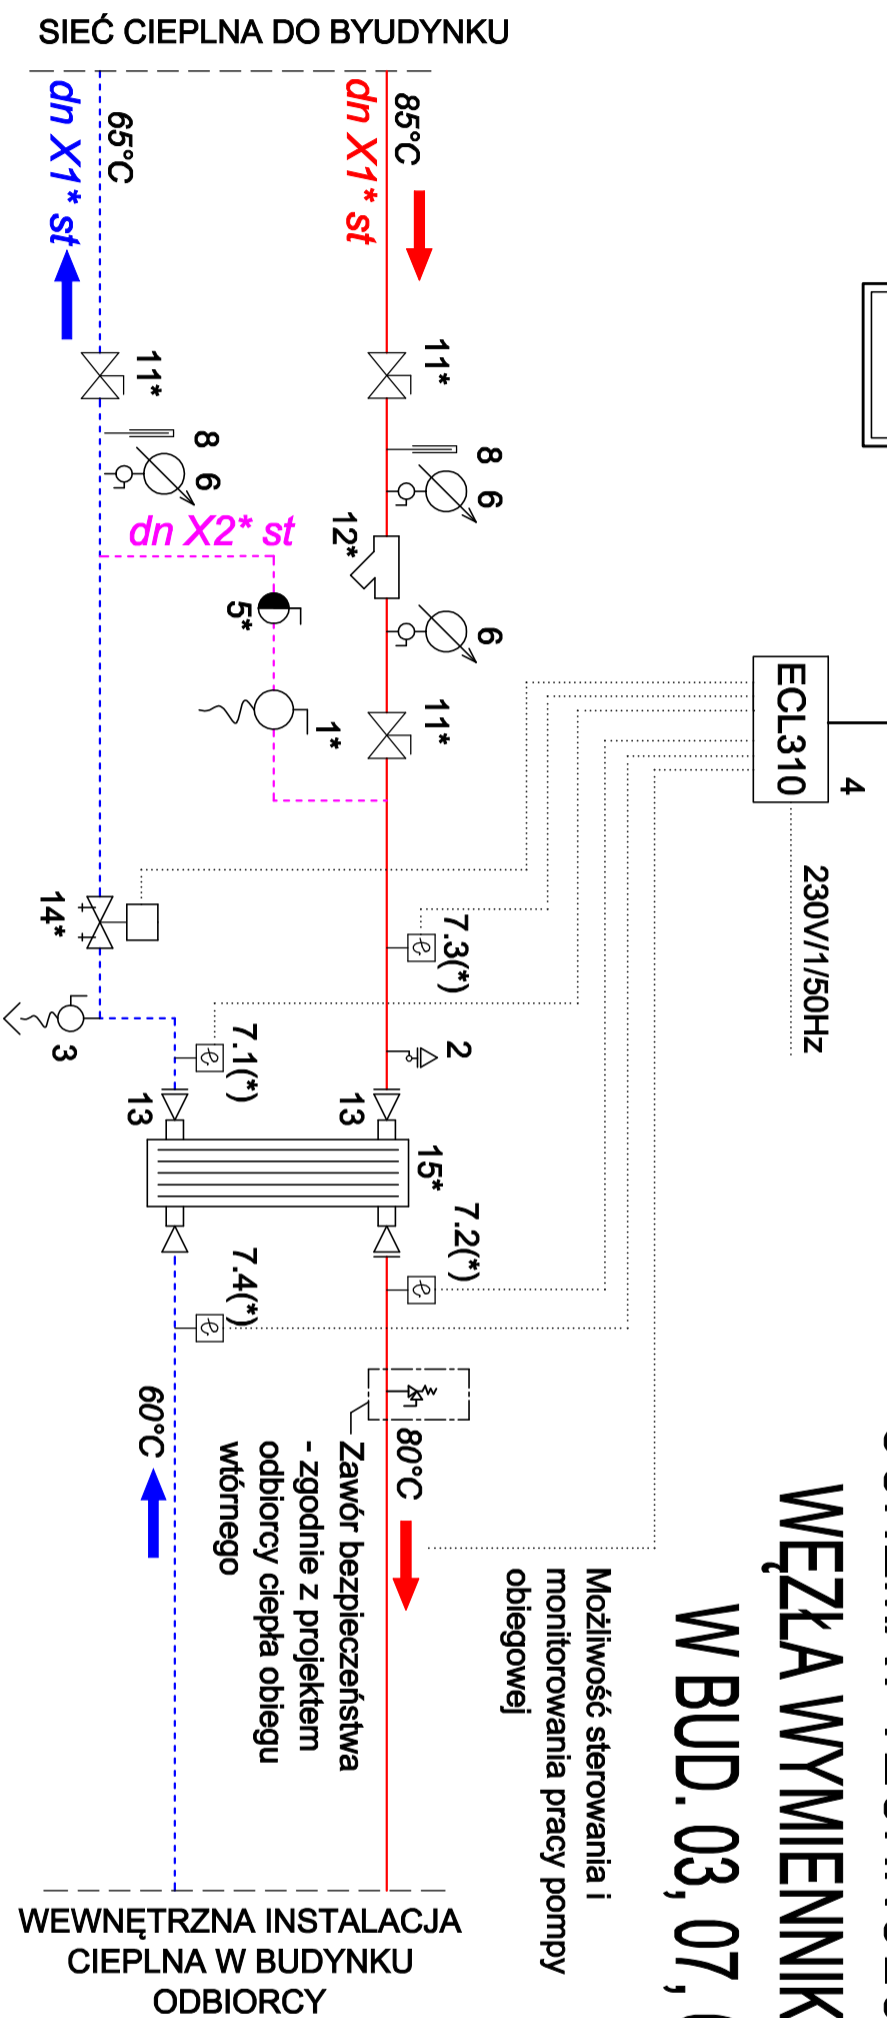 SIEĆ CIEPLNA DO BYUDYNKU
65°C
dn X1* st
85°C
dn X1* st
11*
11*
8
6
8
6
12*
dn X2* st
5*
6
1*
11*
ECL310
4
230V/1/50Hz
14*
7.3(*)
3
7.1(*)
2
13
13
15*
7.2(*)
7.4(*)
60°C
80°C
Zawór bezpieczeństwa
- zgodnie z projektem
odbiorcy ciepła obiegu
wtórnego
Możliwość sterowania i
monitorowania pracy pompy
obiegowej
WĘZŁA WYMIENNIK
W BUD. 03, 07,
WEWNĘTRZNA INSTALACJA
CIEPLNA W BUDYNKU
ODBIORCY